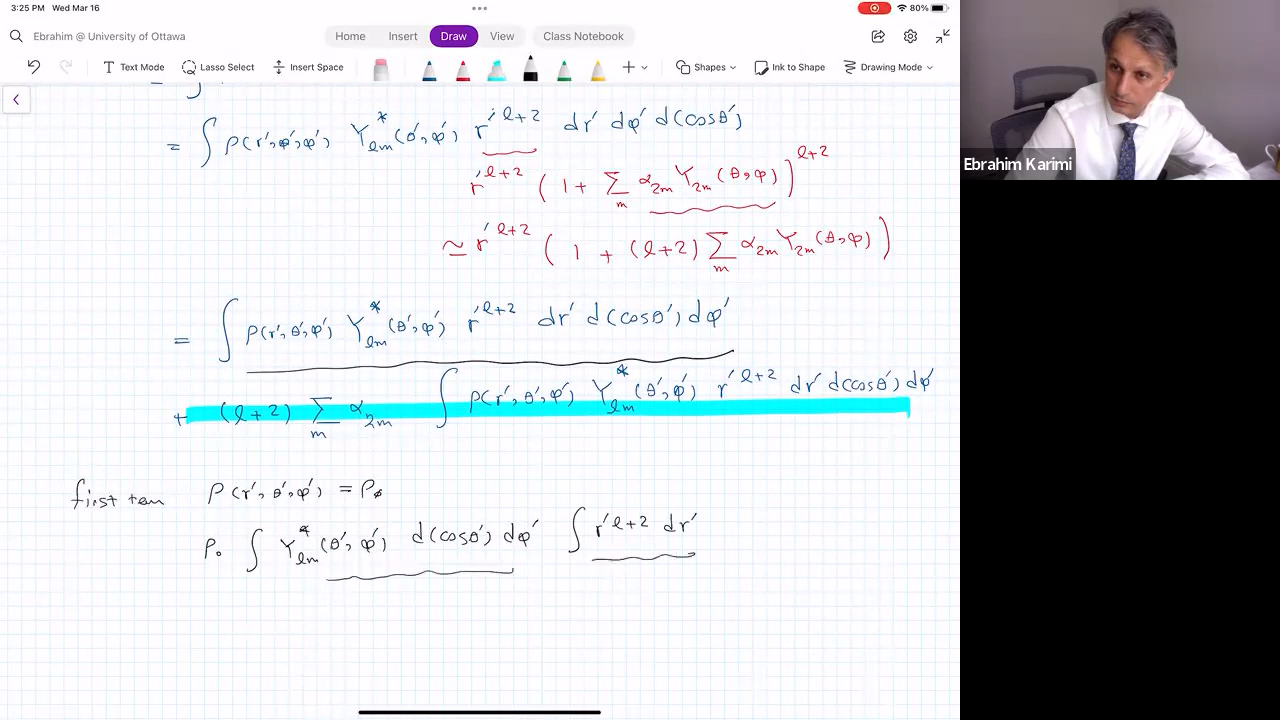 3:25 PM Wed Mar 16
80%
Ebrahim @ University of Ottawa
Home Insert Draw View Class Notebook
Text Mode Lasso Select Insert Space Shapes Ink to Shape Drawing Mode
= ∫ ρ(r′, θ′, φ′) Y*ℓm(θ′, φ′) r′^ℓ+2 dr′ dφ′ d(cosθ′)
r′^ℓ+2 (1 + ∑m α2m Y2m(θ, φ))^ℓ+2
≃ r′^ℓ+2 (1 + (ℓ+2) ∑m α2m Y2m(θ, φ))
= ∫ ρ(r′, θ′, φ′) Y*ℓm(θ′, φ′) r′^ℓ+2 dr′ d(cosθ′) dφ′
+ (ℓ+2) ∑m α2m ∫ ρ(r′, θ′, φ′) Y*ℓm(θ′, φ′) r′^ℓ+2 dr′ d(cosθ′) dφ′
first term ρ(r′, θ′, φ′) = ρ0
ρ0 ∫ Y*ℓm(θ′, φ′) d(cosθ′) dφ′ ∫ r′^ℓ+2 dr′
Ebrahim Karimi